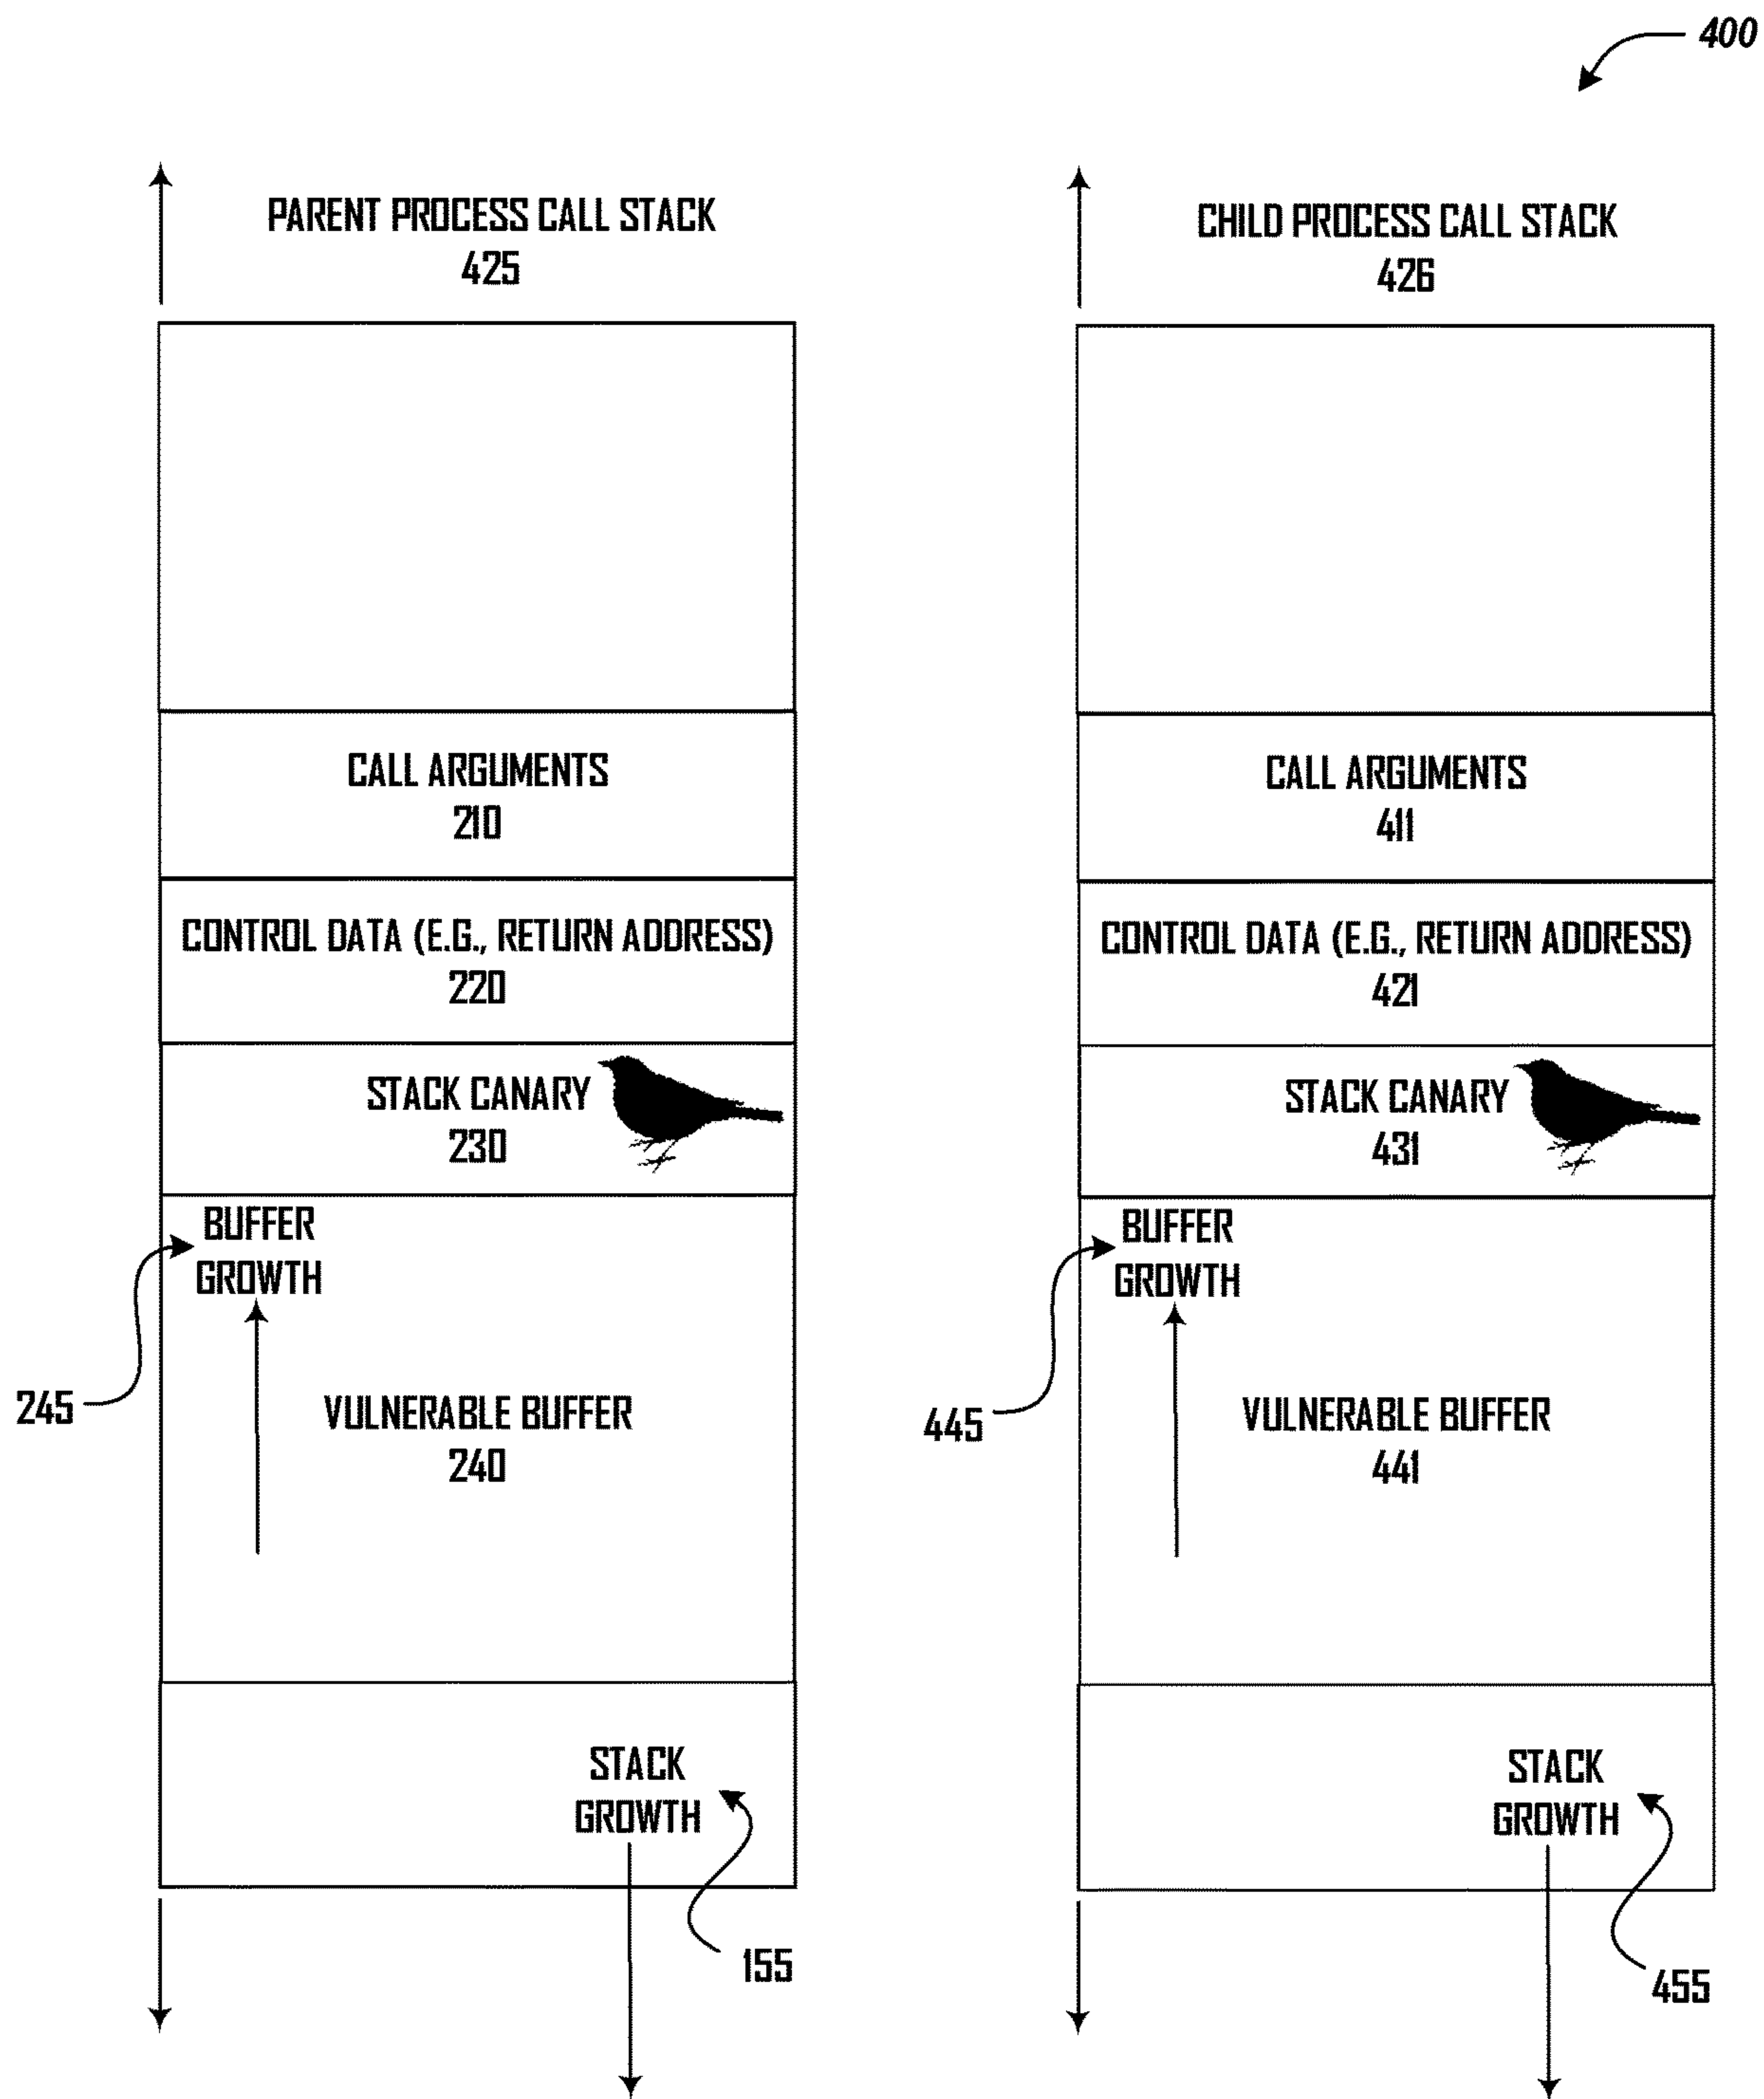 400
PARENT PROCESS CALL STACK
425
CALL ARGUMENTS
210
CONTROL DATA (E.G., RETURN ADDRESS)
220
STACK CANARY
230
BUFFER
GROWTH
245
VULNERABLE BUFFER
240
STACK
GROWTH
155
CHILD PROCESS CALL STACK
426
CALL ARGUMENTS
411
CONTROL DATA (E.G., RETURN ADDRESS)
421
STACK CANARY
431
BUFFER
GROWTH
445
VULNERABLE BUFFER
441
STACK
GROWTH
455